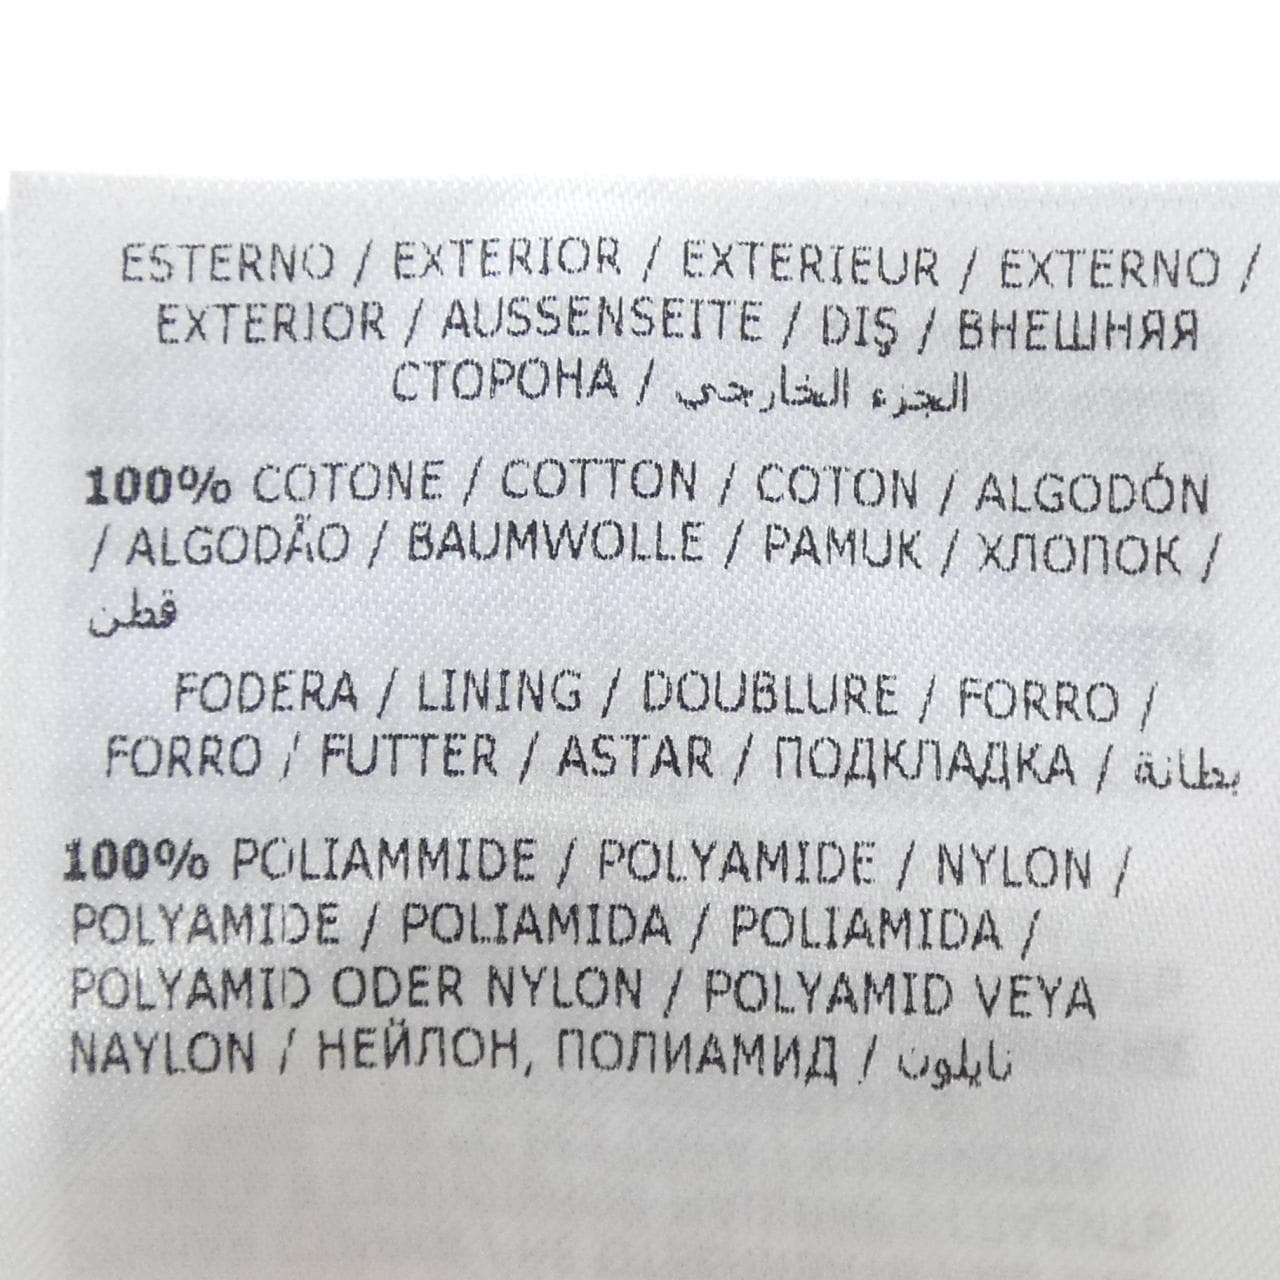 ESTERNO / EXTERIOR / EXTERIEUR / EXTERNO /
EXTERIOR / AUSSENSEITE / DIŞ / ВНЕШНЯЯ
СТОРОНА / الجزء الخارجي
100% COTONE / COTTON / COTON / ALGODÓN
/ ALGODÃO / BAUMWOLLE / PAMUK / ХЛОПОК /
قطن
FODERA / LINING / DOUBLURE / FORRO /
FORRO / FUTTER / ASTAR / ПОДКЛАДКА / بطانة
100% POLIAMMIDE / POLYAMIDE / NYLON /
POLYAMIDE / POLIAMIDA / POLIAMIDA /
POLYAMID ODER NYLON / POLYAMID VEYA
NAYLON / НЕЙЛОН, ПОЛИАМИД / نايلون